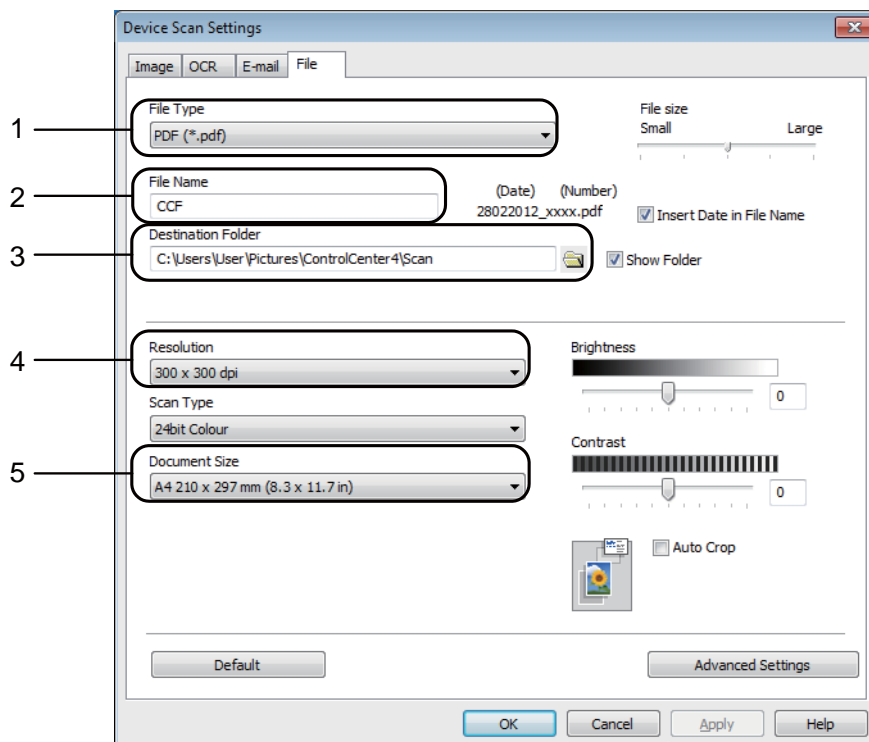 Device Scan Settings
Image OCR E-mail File
1
File Type
PDF (*.pdf)
File size
Small Large
2
File Name
CCF
(Date) (Number)
28022012_xxxx.pdf
Insert Date in File Name
3
Destination Folder
C:\Users\User\Pictures\ControlCenter4\Scan
Show Folder
4
Resolution
300 x 300 dpi
Brightness
0
Scan Type
24bit Colour
Contrast
0
5
Document Size
A4 210 x 297 mm (8.3 x 11.7 in)
Auto Crop
Default
Advanced Settings
OK Cancel Apply Help